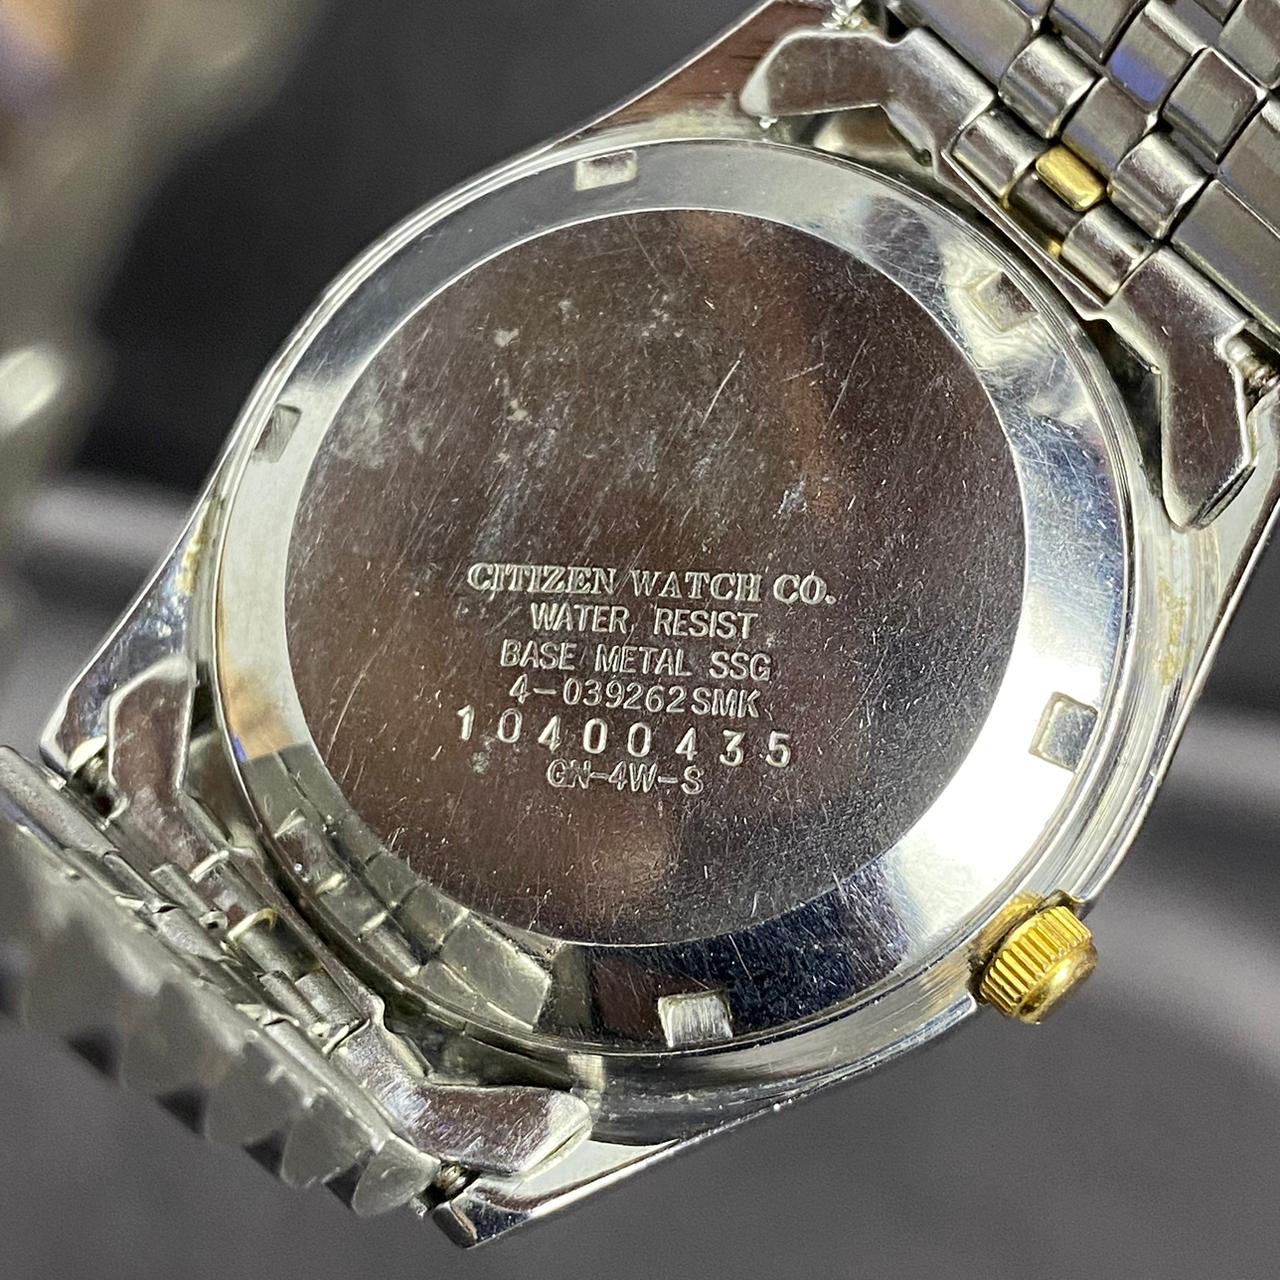 CITIZEN WATCH CO.
WATER RESIST
BASE METAL SSG
4-039262 SMK
10400435
GN-4W-S